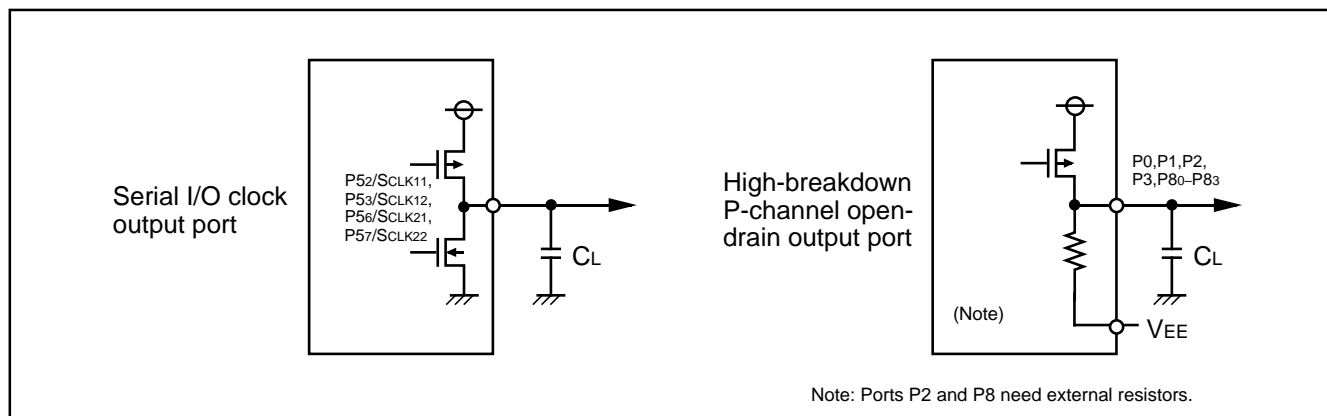 Serial I/O clock
output port
P52/SCLK11,
P53/SCLK12,
P56/SCLK21,
P57/SCLK22
CL
High-breakdown
P-channel open-
drain output port
P0,P1,P2,
P3,P80–P83
CL
(Note)
VEE
Note: Ports P2 and P8 need external resistors.